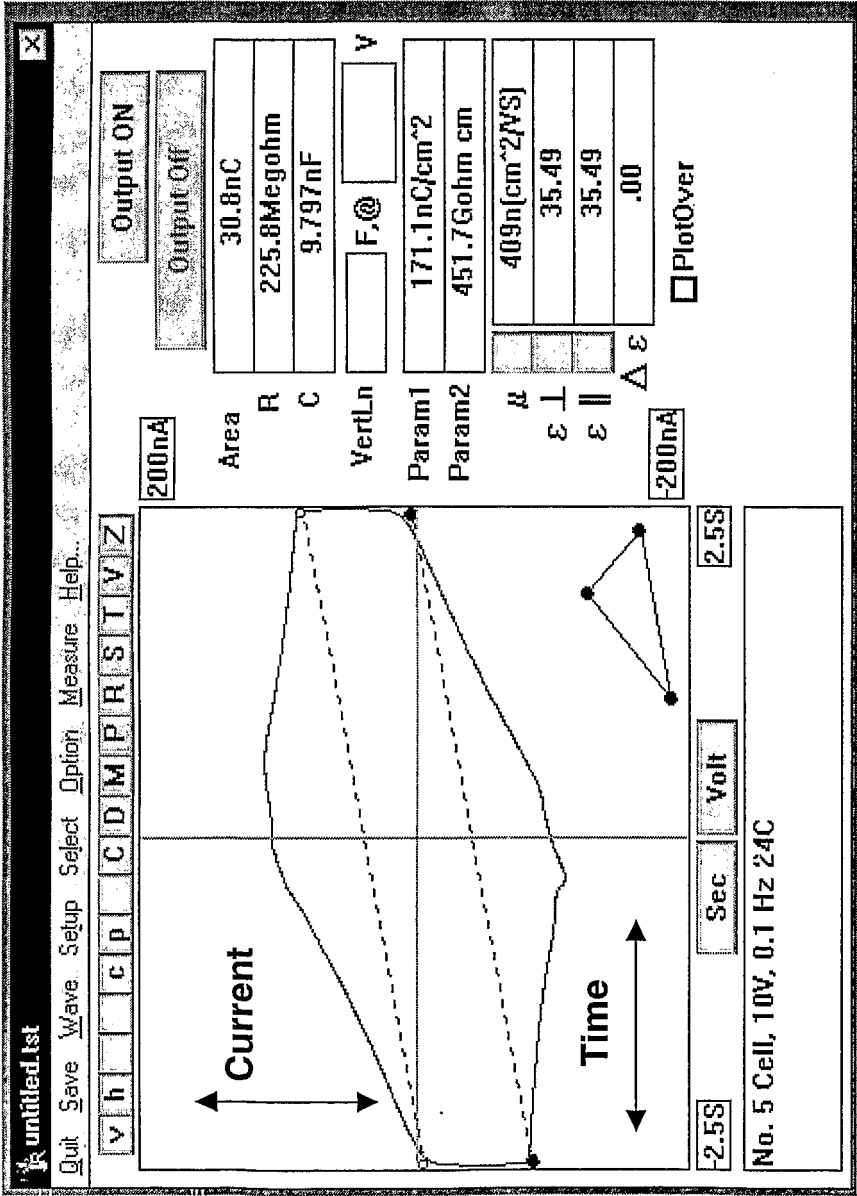 untitled.tst
Quit Save Wave Setup Select Option Measure Help...
v h c p C D M P R S T V Z
200nA
Current
Time
-200nA
-2.5S
Sec
Volt
2.5S
No. 5 Cell, 10V, 0.1 Hz 24C
Output ON
Output Off
Area 30.8nC
R 225.8Megohm
C 9.797nF
VertLn F,@ V
Param1 171.1nC/cm^2
Param2 451.7Gohm cm
μ 409n[cm^2/VS]
ε ⊥ 35.49
ε ∥ 35.49
Δ ε .00
PlotOver